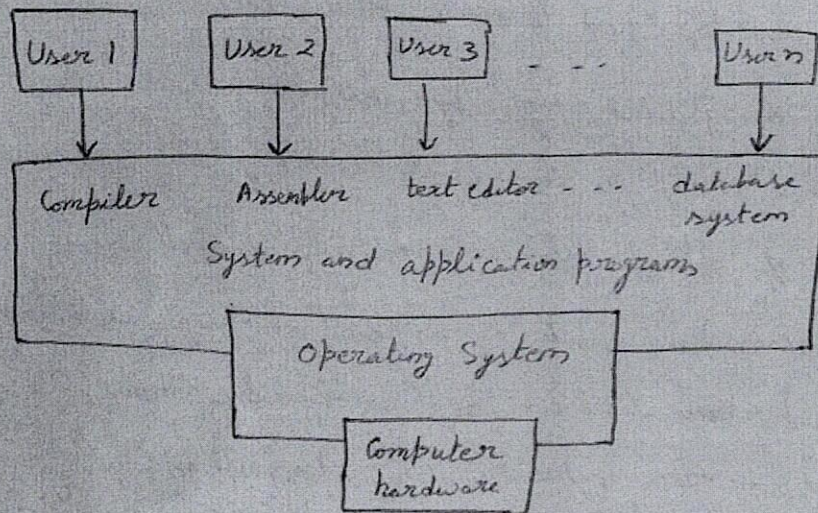 User 1 User 2 User 3 - - - User n
Compiler Assembler text editor - - - database
system
System and application programs
Operating System
Computer
hardware